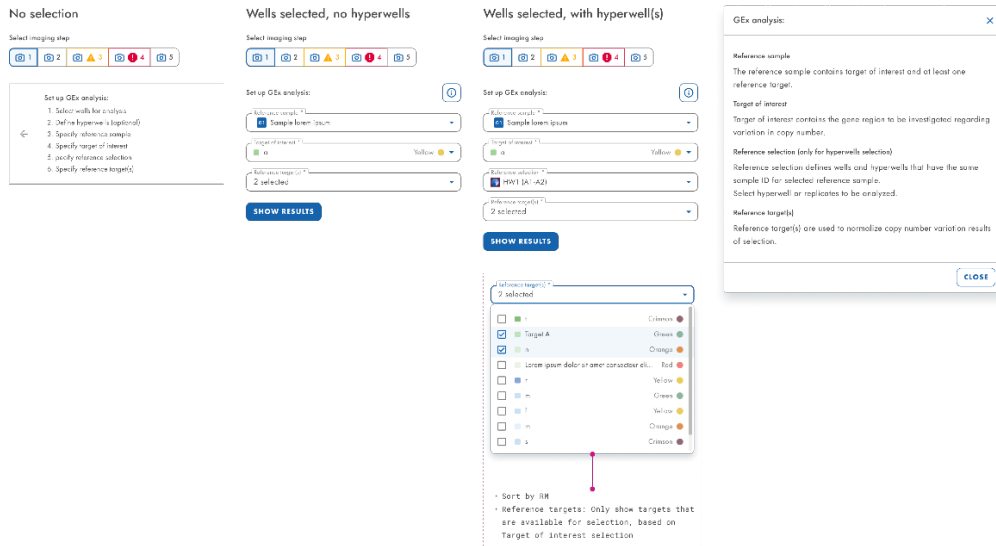 No selection
Select imaging step
1 2 3 4 5
Set up GEx analysis:
1. Select wells for analysis
2. Define hyperwells (optional)
3. Specify reference sample
4. Specify target of interest
5. pecify reference selection
6. Specify reference target(s)
Wells selected, no hyperwells
Select imaging step
1 2 3 4 5
Set up GEx analysis:
Reference sample *
Sample lorem ipsum
Target of interest *
a Yellow
Reference target(s) *
2 selected
SHOW RESULTS
Wells selected, with hyperwell(s)
Select imaging step
1 2 3 4 5
Set up GEx analysis:
Reference sample *
Sample lorem ipsum
Target of interest *
a Yellow
Reference selection *
HW1 (A1-A2)
Reference target(s) *
2 selected
SHOW RESULTS
Reference target(s) *
2 selected
Crimson
Target A Green
n Orange
Lorem ipsum dolor sit amet consectetur eli... Red
r Yellow
m Green
Yellow
m Orange
s Crimson
• Sort by RM
• Reference targets: Only show targets that
are available for selection, based on
Target of interest selection
GEx analysis:
Reference sample
The reference sample contains target of interest and at least one
reference target.
Target of interest
Target of interest contains the gene region to be investigated regarding
variation in copy number.
Reference selection (only for hyperwells selection)
Reference selection defines wells and hyperwells that have the same
sample ID for selected reference sample.
Select hyperwell or replicates to be analyzed.
Reference target(s)
Reference target(s) are used to normalize copy number variation results
of selection.
CLOSE